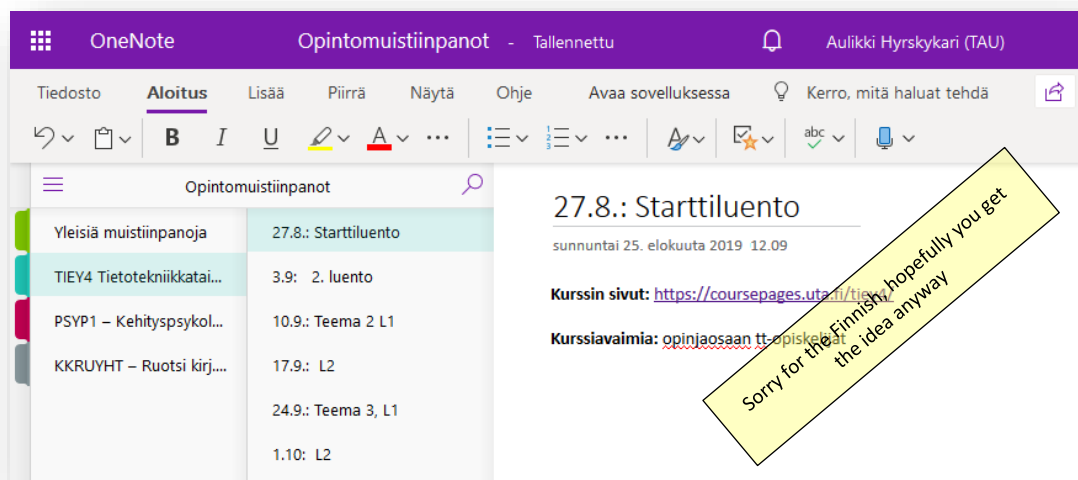 OneNote
Opintomuistiinpanot - Tallennettu
Aulikki Hyrskykari (TAU)
Tiedosto Aloitus Lisää Piirrä Näytä Ohje Avaa sovelluksessa Kerro, mitä haluat tehdä
B I U A abc
Opintomuistiinpanot
Yleisiä muistiinpanoja
TIEY4 Tietotekniikkatai...
PSYP1 – Kehityspsykol...
KKRUYHT – Ruotsi kirj....
27.8.: Starttiluento
3.9: 2. luento
10.9.: Teema 2 L1
17.9.: L2
24.9.: Teema 3, L1
1.10: L2
27.8.: Starttiluento
sunnuntai 25. elokuuta 2019 12.09
Kurssin sivut: https://coursepages.uta.fi/tiey4/
Kurssiavaimia: opinjaosaan tt-opiskelijat
Sorry for the Finnish, hopefully you get
the idea anyway